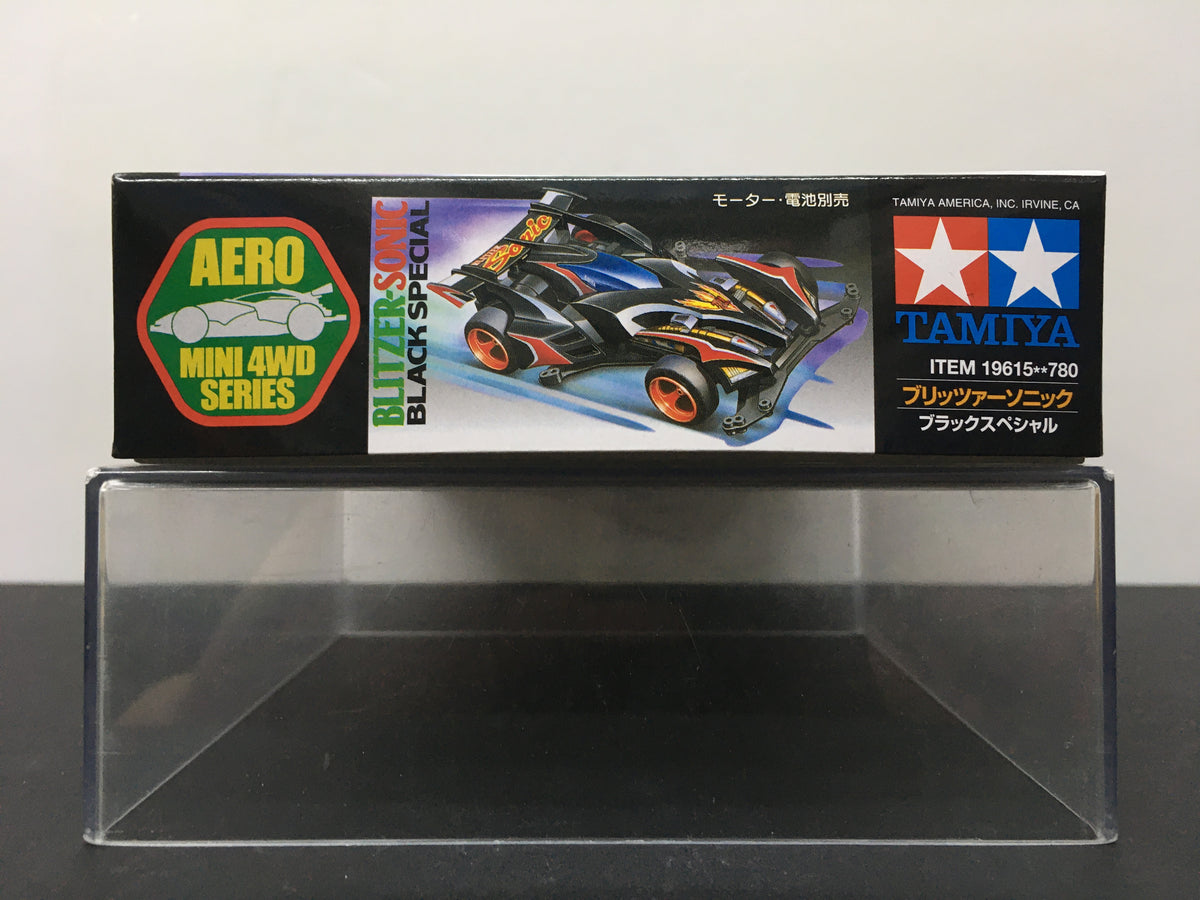 AERO
MINI 4WD
SERIES
BLITZER-SONIC
BLACK SPECIAL
Sonic
モーター・電池別売
TAMIYA AMERICA, INC. IRVINE, CA
TAMIYA
ITEM 19615**780
ブリッツァーソニック
ブラックスペシャル